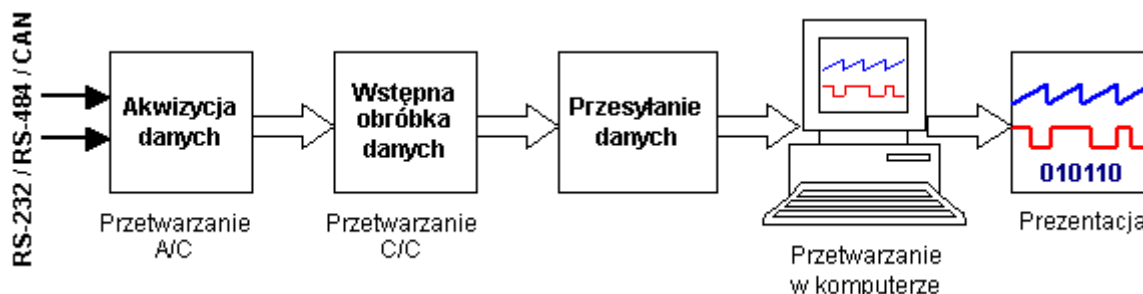 RS-232 / RS-484 / CAN
Akwizycja
danych
Przetwarzanie
A/C
Wstępna
obróbka
danych
Przetwarzanie
C/C
Przesyłanie
danych
Przetwarzanie
w komputerze
010110
Prezentacja